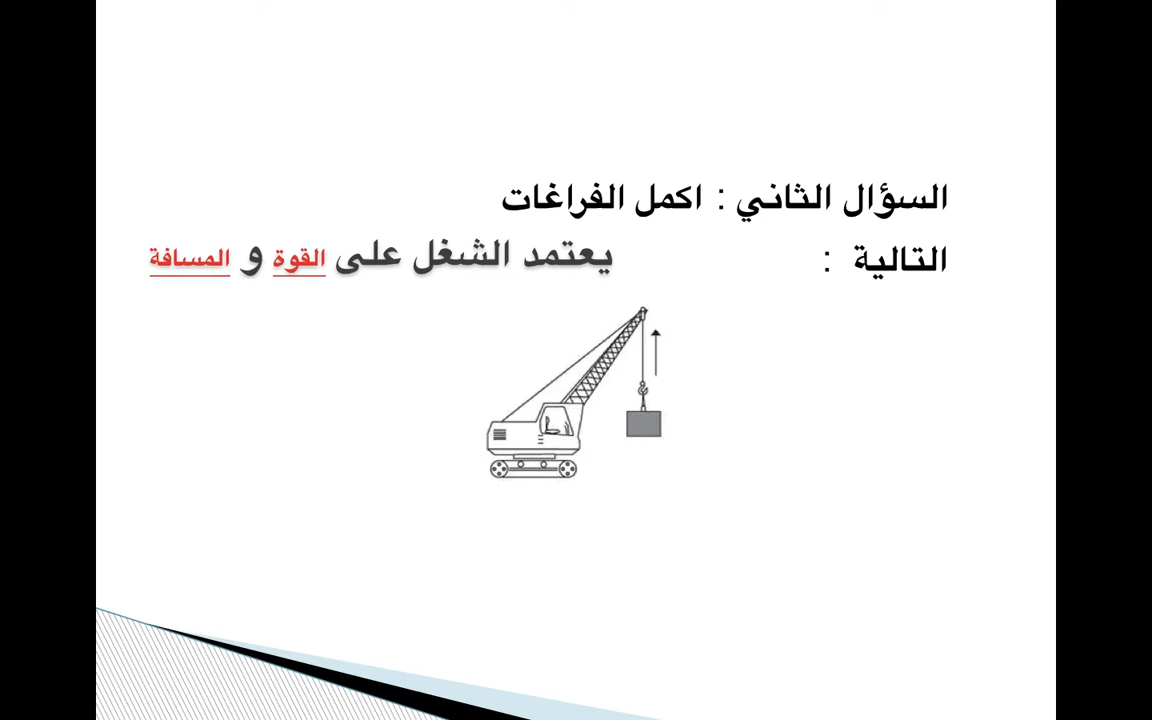 السؤال الثاني : اكمل الفراغات
التالية :
يعتمد الشغل على القوة و المسافة